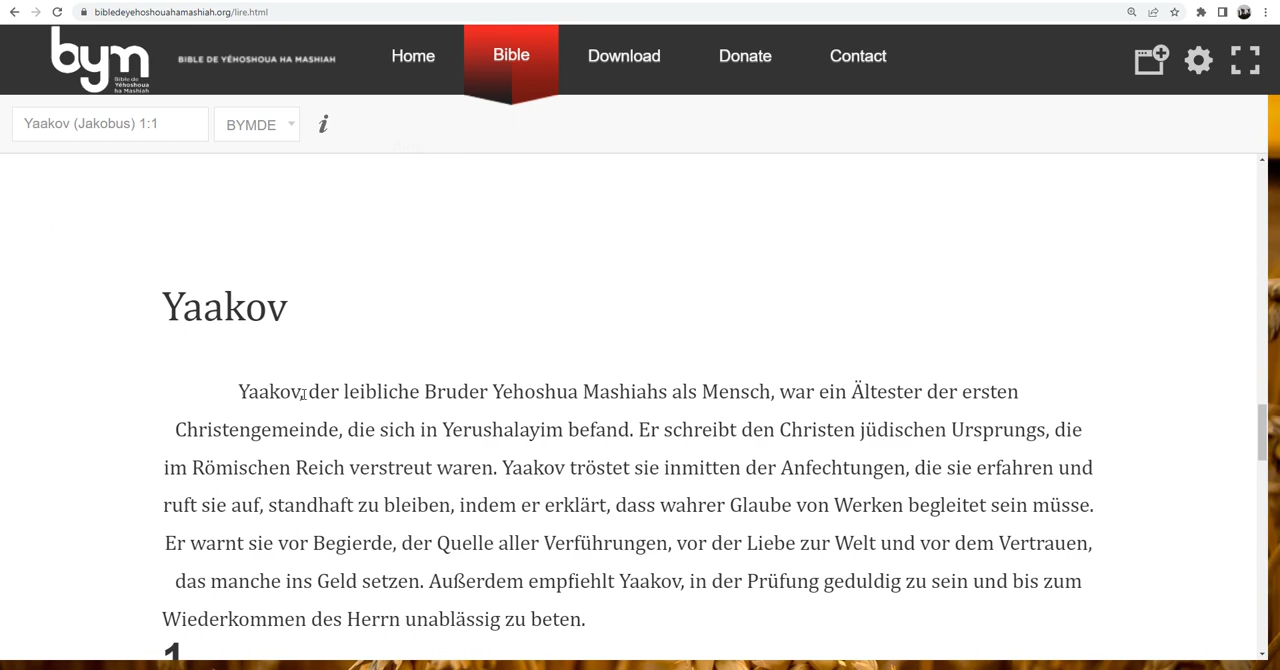 bibledeyehoshouahamashiah.org/lire.html
bym
Bible de
Yéhoshoua
ha Mashiah
BIBLE DE YÉHOSHOUA HA MASHIAH
Home
Bible
Download
Donate
Contact
Yaakov (Jakobus) 1:1
BYMDE
i
Yaakov
Yaakov, der leibliche Bruder Yehoshua Mashiahs als Mensch, war ein Ältester der ersten
Christengemeinde, die sich in Yerushalayim befand. Er schreibt den Christen jüdischen Ursprungs, die
im Römischen Reich verstreut waren. Yaakov tröstet sie inmitten der Anfechtungen, die sie erfahren und
ruft sie auf, standhaft zu bleiben, indem er erklärt, dass wahrer Glaube von Werken begleitet sein müsse.
Er warnt sie vor Begierde, der Quelle aller Verführungen, vor der Liebe zur Welt und vor dem Vertrauen,
das manche ins Geld setzen. Außerdem empfiehlt Yaakov, in der Prüfung geduldig zu sein und bis zum
Wiederkommen des Herrn unablässig zu beten.
1